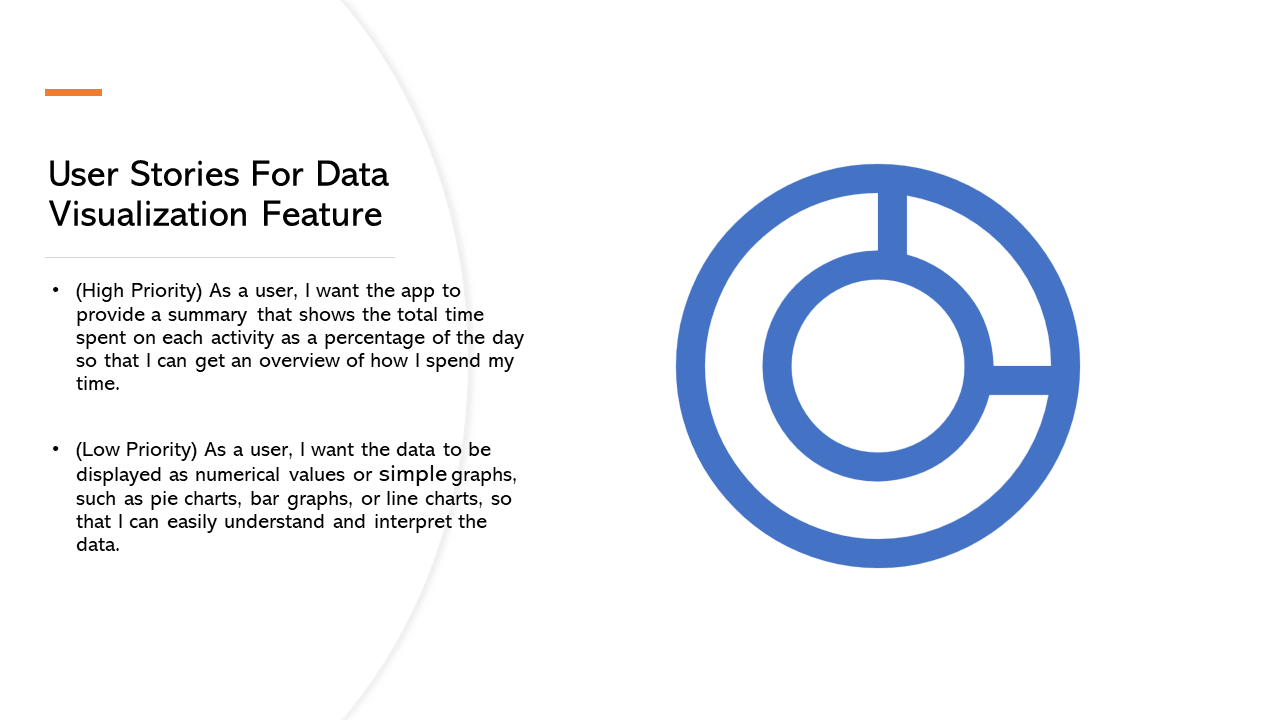 User Stories For Data
Visualization Feature
• (High Priority) As a user, I want the app to
provide a summary that shows the total time
spent on each activity as a percentage of the day
so that I can get an overview of how I spend my
time.
• (Low Priority) As a user, I want the data to be
displayed as numerical values or simple graphs,
such as pie charts, bar graphs, or line charts, so
that I can easily understand and interpret the
data.